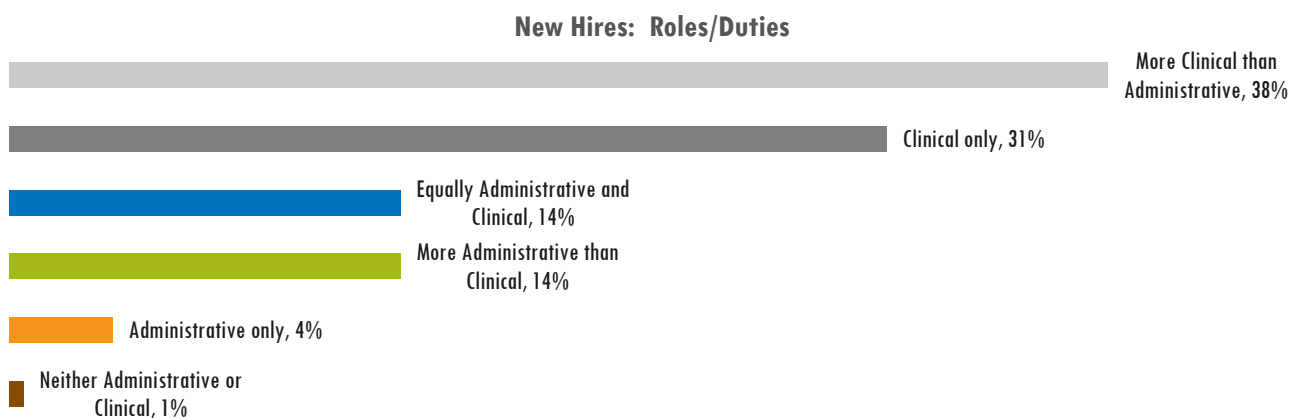 New Hires:  Roles/Duties
More Clinical than
Administrative, 38%
Clinical only, 31%
Equally Administrative and
Clinical, 14%
More Administrative than
Clinical, 14%
Administrative only, 4%
Neither Administrative or
Clinical, 1%